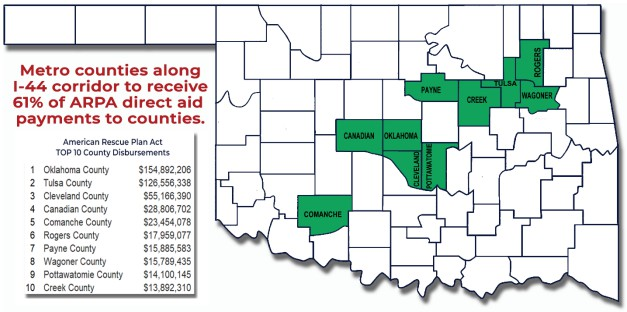 Metro counties along
I-44 corridor to receive
61% of ARPA direct aid
payments to counties.
American Rescue Plan Act
TOP 10 County Disbursements
1 Oklahoma County $154,892,206
2 Tulsa County $126,556,338
3 Cleveland County $55,166,390
4 Canadian County $28,806,702
5 Comanche County $23,454,078
6 Rogers County $17,959,077
7 Payne County $15,885,583
8 Wagoner County $15,789,435
9 Pottawatomie County $14,100,145
10 Creek County $13,892,310
ROGERS
TULSA
PAYNE
CREEK
WAGONER
CANADIAN
OKLAHOMA
CLEVELAND
POTTAWATOMIE
COMANCHE